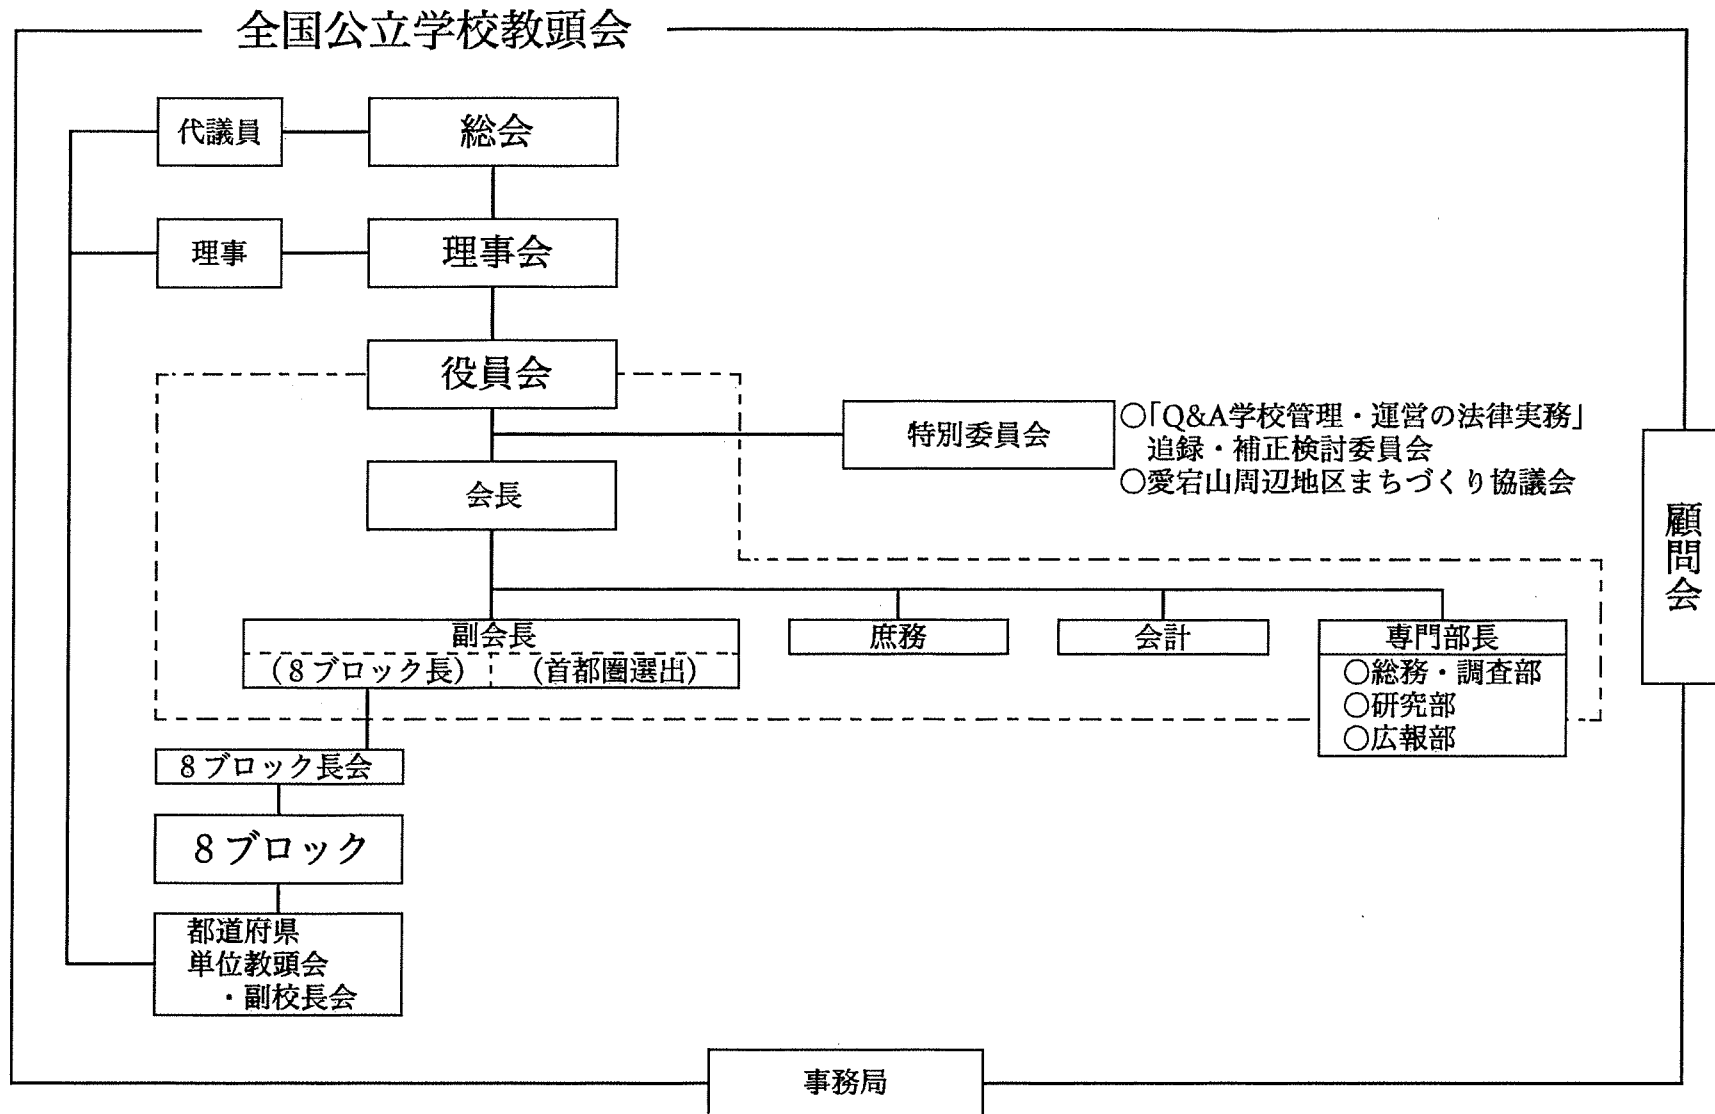 全国公立学校教頭会
代議員
総会
理事
理事会
役員会
特別委員会
○「Q&A学校管理・運営の法律実務」
追録・補正検討委員会
○愛宕山周辺地区まちづくり協議会
会長
顧問会
副会長
(8ブロック長)
(首都圏選出)
庶務
会計
専門部長
○総務・調査部
○研究部
○広報部
8ブロック長会
8ブロック
都道府県
単位教頭会
・副校長会
事務局